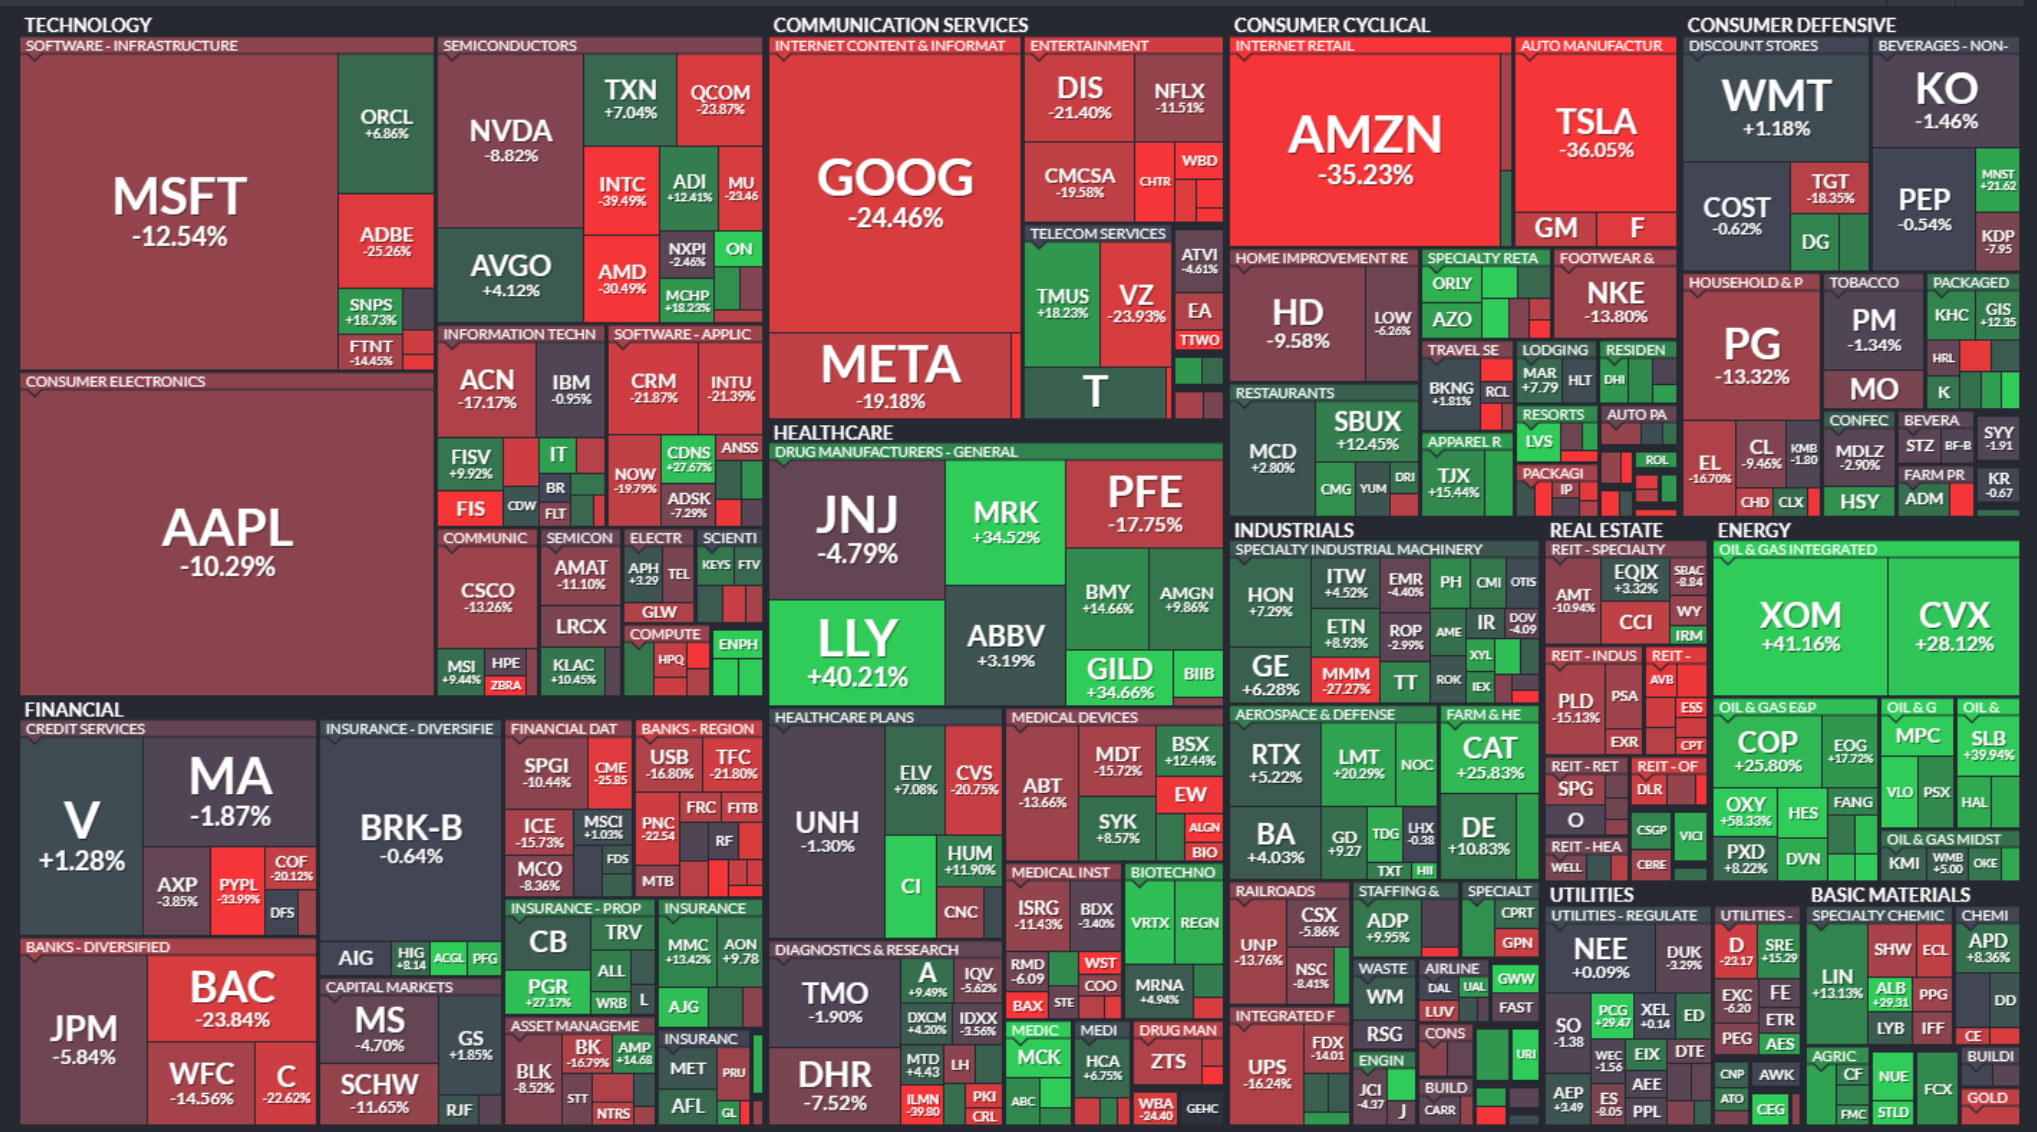 TECHNOLOGY
SOFTWARE - INFRASTRUCTURE
MSFT
-12.54%
ORCL
+6.86%
ADBE
-25.26%
SNPS
+18.73%
FTNT
-14.45%
CONSUMER ELECTRONICS
AAPL
-10.29%
SEMICONDUCTORS
NVDA
-8.82%
TXN
+7.04%
QCOM
-23.87%
AVGO
+4.12%
INTC
-39.49%
ADI
+12.41%
MU
-23.46
AMD
-30.49%
NXPI
-2.46%
ON
MCHP
+18.23%
INFORMATION TECHN
ACN
-17.17%
IBM
-0.95%
FISV
+9.92%
IT
FIS
CDW
BR
FLT
SOFTWARE - APPLIC
CRM
-21.87%
INTU
-21.39%
NOW
-19.79%
CDNS
+27.67%
ANSS
ADSK
-7.29%
COMMUNIC
CSCO
-13.26%
MSI
+9.44%
HPE
ZBRA
SEMICON
AMAT
-11.10%
LRCX
KLAC
+10.45%
ELECTR
APH
+3.29
TEL
GLW
SCIENTI
KEYS
FTV
COMPUTE
HPQ
ENPH
COMMUNICATION SERVICES
INTERNET CONTENT & INFORMAT
GOOG
-24.46%
META
-19.18%
ENTERTAINMENT
DIS
-21.40%
NFLX
-11.51%
CMCSA
-19.58%
CHTR
WBD
TELECOM SERVICES
TMUS
+18.23%
VZ
-23.93%
T
ATVI
-4.61%
EA
TTWO
CONSUMER CYCLICAL
INTERNET RETAIL
AMZN
-35.23%
AUTO MANUFACTUR
TSLA
-36.05%
GM
F
HOME IMPROVEMENT RE
HD
-9.58%
LOW
-6.26%
SPECIALTY RETA
ORLY
AZO
FOOTWEAR &
NKE
-13.80%
RESTAURANTS
MCD
+2.80%
SBUX
+12.45%
CMG
YUM
DRI
TRAVEL SE
BKNG
+1.81%
RCL
LODGING
MAR
+7.79
HLT
RESIDEN
DHI
APPAREL R
TJX
+15.44%
RESORTS
LVS
AUTO PA
PACKAGI
IP
ROL
CONSUMER DEFENSIVE
DISCOUNT STORES
WMT
+1.18%
COST
-0.62%
TGT
-18.35%
DG
BEVERAGES - NON-
KO
-1.46%
PEP
-0.54%
MNST
+21.62
KDP
-7.95
HOUSEHOLD & P
PG
-13.32%
EL
-16.70%
CL
-9.46%
KMB
-1.80
CHD
CLX
TOBACCO
PM
-1.34%
MO
PACKAGED
KHC
GIS
+12.35
HRL
K
CONFEC
MDLZ
-2.90%
HSY
BEVERA
STZ
BF-B
FARM PR
ADM
SYY
-1.91
KR
-0.67
HEALTHCARE
DRUG MANUFACTURERS - GENERAL
JNJ
-4.79%
MRK
+34.52%
PFE
-17.75%
LLY
+40.21%
ABBV
+3.19%
BMY
+14.66%
AMGN
+9.86%
GILD
+34.66%
BIIB
HEALTHCARE PLANS
UNH
-1.30%
ELV
+7.08%
CVS
-20.75%
CI
HUM
+11.90%
CNC
MEDICAL DEVICES
ABT
-13.66%
MDT
-15.72%
BSX
+12.44%
SYK
+8.57%
EW
ALGN
BIO
MEDICAL INST
ISRG
-11.43%
BDX
-3.40%
RMD
-6.09
WST
COO
BAX
STE
BIOTECHNO
VRTX
REGN
MRNA
+4.94%
DIAGNOSTICS & RESEARCH
TMO
-1.90%
DHR
-7.52%
A
+9.49%
IQV
-5.62%
DXCM
+4.20%
IDXX
-3.56%
MTD
+4.43
LH
ILMN
-39.80
PKI
CRL
MEDIC
MCK
ABC
MEDI
HCA
+6.75%
DRUG MAN
ZTS
WBA
-24.40
GEHC
FINANCIAL
CREDIT SERVICES
V
+1.28%
MA
-1.87%
AXP
-3.85%
PYPL
-33.99%
COF
-20.12%
DFS
BANKS - DIVERSIFIED
JPM
-5.84%
BAC
-23.84%
WFC
-14.56%
C
-22.62%
INSURANCE - DIVERSIFIE
BRK-B
-0.64%
AIG
HIG
+8.14
ACGL
PFG
CAPITAL MARKETS
MS
-4.70%
GS
+1.85%
SCHW
-11.65%
RJF
FINANCIAL DAT
SPGI
-10.44%
CME
-25.85
ICE
-15.73%
MSCI
+1.03%
MCO
-8.36%
FDS
BANKS - REGION
USB
-16.80%
TFC
-21.80%
PNC
-22.54
FRC
FITB
RF
MTB
INSURANCE - PROP
CB
TRV
PGR
+27.17%
ALL
WRB
L
INSURANCE
MMC
+13.42%
AON
+9.78
AJG
ASSET MANAGEME
BLK
-8.52%
BK
-16.79%
AMP
+14.68
STT
NTRS
INSURANC
MET
PRU
AFL
GL
INDUSTRIALS
SPECIALTY INDUSTRIAL MACHINERY
HON
+7.29%
ITW
+4.52%
EMR
-4.40%
PH
CMI
OTIS
GE
+6.28%
ETN
+8.93%
ROP
-2.99%
AME
IR
DOV
-4.09
MMM
-27.27%
TT
ROK
XYL
IEX
AEROSPACE & DEFENSE
RTX
+5.22%
LMT
+20.29%
NOC
BA
+4.03%
GD
+9.27
TDG
LHX
-0.38
TXT
HII
FARM & HE
CAT
+25.83%
DE
+10.83%
RAILROADS
UNP
-13.76%
CSX
-5.86%
NSC
-8.41%
STAFFING &
ADP
+9.95%
SPECIALT
CPRT
GPN
INTEGRATED F
UPS
-16.24%
FDX
-14.01
WASTE
WM
RSG
AIRLINE
DAL
UAL
LUV
GWW
FAST
ENGIN
JCI
-4.37
J
CONS
URI
BUILD
CARR
REAL ESTATE
REIT - SPECIALTY
AMT
-10.94%
EQIX
+3.32%
SBAC
-8.84
CCI
WY
IRM
REIT - INDUS
PLD
-15.13%
PSA
EXR
REIT -
AVB
ESS
CPT
REIT - RET
SPG
O
REIT - OF
DLR
CSGP
VICI
REIT - HEA
WELL
CBRE
ENERGY
OIL & GAS INTEGRATED
XOM
+41.16%
CVX
+28.12%
OIL & GAS E&P
COP
+25.80%
EOG
+17.72%
OXY
+58.33%
HES
FANG
PXD
+8.22%
DVN
OIL & G
MPC
VLO
PSX
OIL &
SLB
+39.94%
HAL
OIL & GAS MIDST
KMI
WMB
+5.00
OKE
UTILITIES
UTILITIES - REGULATE
NEE
+0.09%
DUK
-3.29%
SO
-1.38
PCG
+29.47
XEL
+0.14
ED
WEC
-1.56
EIX
DTE
AEP
+3.49
ES
-8.05
AEE
PPL
UTILITIES -
D
-23.17
SRE
+15.29
EXC
-6.20
FE
ETR
PEG
AES
CNP
AWK
ATO
CEG
BASIC MATERIALS
SPECIALTY CHEMIC
LIN
+13.13%
SHW
ECL
ALB
+29.31
PPG
LYB
IFF
CHEMI
APD
+8.36%
DD
CE
AGRIC
CF
FMC
NUE
STLD
FCX
BUILDI
GOLD